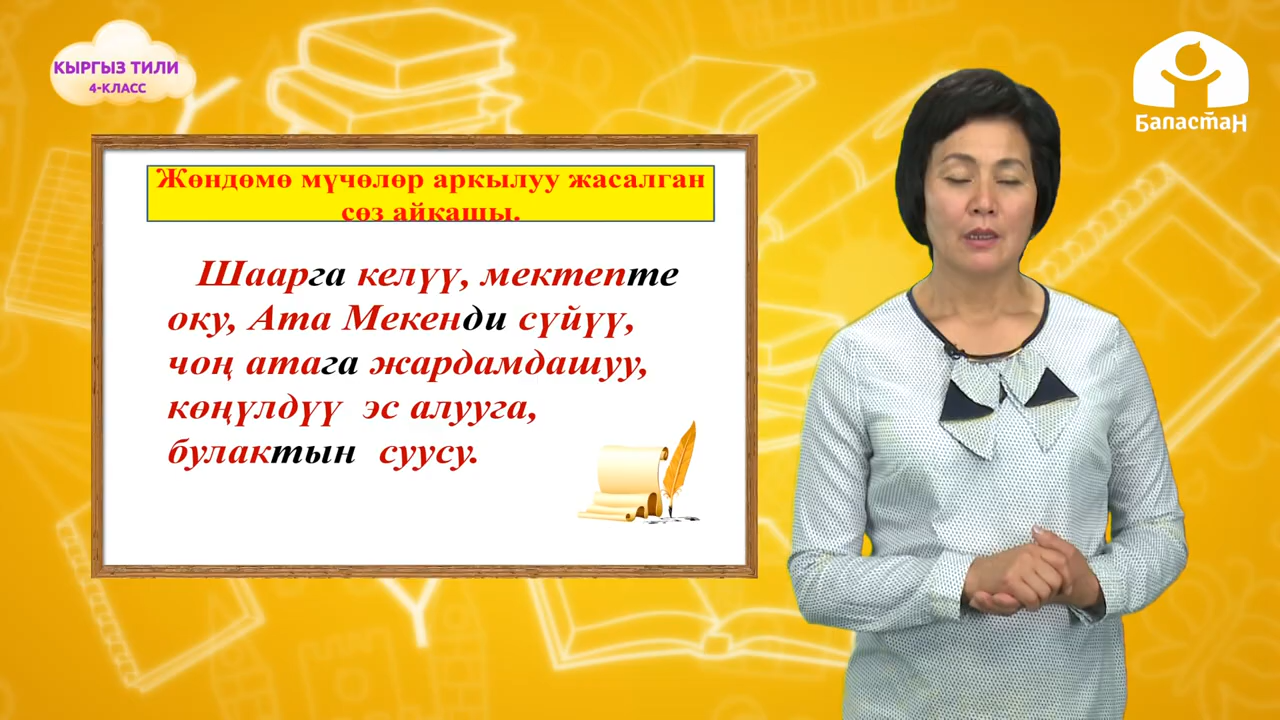 КЫРГЫЗ ТИЛИ
4-КЛАСС
Баластан
Жөндөмө мүчөлөр аркылуу жасалган
сөз айкашы.
Шаарга келүү, мектепте
оку, Ата Мекенди сүйүү,
чоң атага жардамдашуу,
көңүлдүү эс алууга,
булактын суусу.